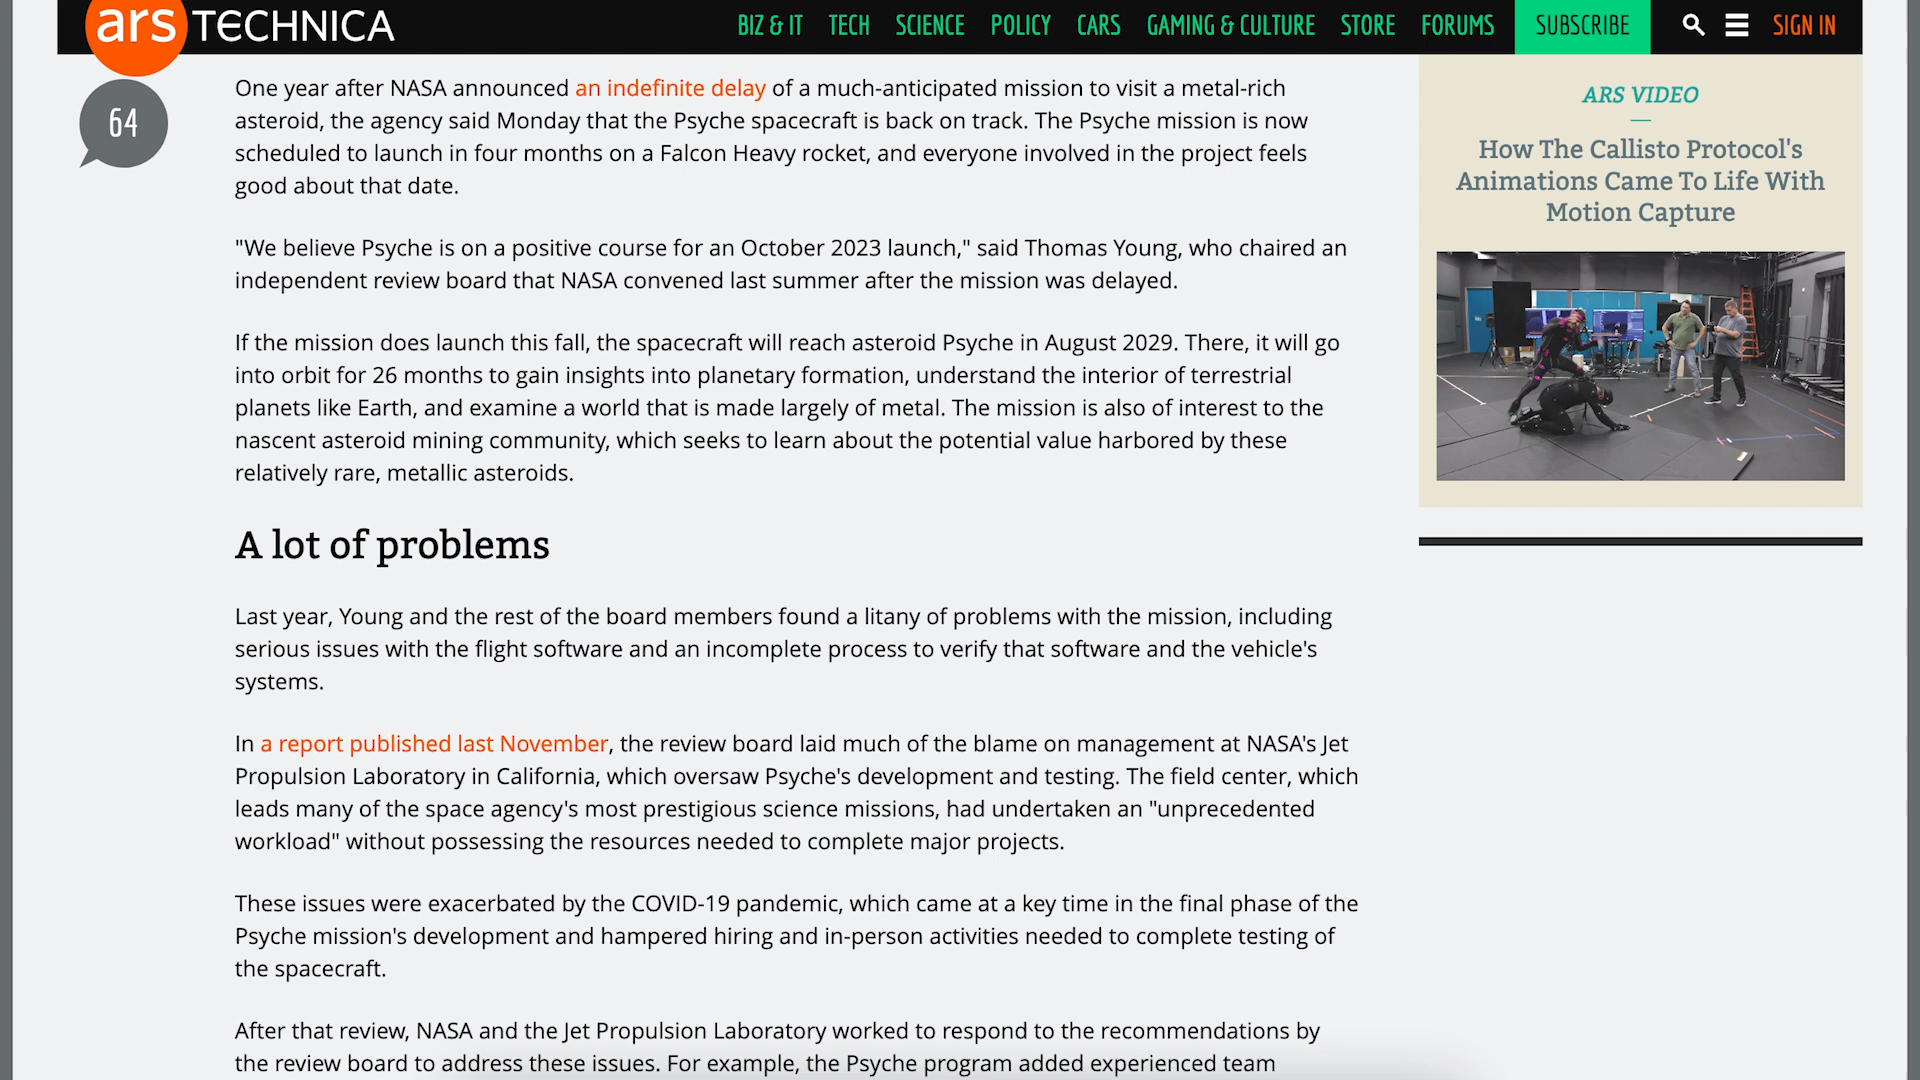 ars TECHNICA
BIZ & IT TECH SCIENCE POLICY CARS GAMING & CULTURE STORE FORUMS SUBSCRIBE SIGN IN
64
One year after NASA announced an indefinite delay of a much-anticipated mission to visit a metal-rich
asteroid, the agency said Monday that the Psyche spacecraft is back on track. The Psyche mission is now
scheduled to launch in four months on a Falcon Heavy rocket, and everyone involved in the project feels
good about that date.
"We believe Psyche is on a positive course for an October 2023 launch," said Thomas Young, who chaired an
independent review board that NASA convened last summer after the mission was delayed.
If the mission does launch this fall, the spacecraft will reach asteroid Psyche in August 2029. There, it will go
into orbit for 26 months to gain insights into planetary formation, understand the interior of terrestrial
planets like Earth, and examine a world that is made largely of metal. The mission is also of interest to the
nascent asteroid mining community, which seeks to learn about the potential value harbored by these
relatively rare, metallic asteroids.
A lot of problems
Last year, Young and the rest of the board members found a litany of problems with the mission, including
serious issues with the flight software and an incomplete process to verify that software and the vehicle's
systems.
In a report published last November, the review board laid much of the blame on management at NASA's Jet
Propulsion Laboratory in California, which oversaw Psyche's development and testing. The field center, which
leads many of the space agency's most prestigious science missions, had undertaken an "unprecedented
workload" without possessing the resources needed to complete major projects.
These issues were exacerbated by the COVID-19 pandemic, which came at a key time in the final phase of the
Psyche mission's development and hampered hiring and in-person activities needed to complete testing of
the spacecraft.
After that review, NASA and the Jet Propulsion Laboratory worked to respond to the recommendations by
the review board to address these issues. For example, the Psyche program added experienced team
ARS VIDEO
How The Callisto Protocol's
Animations Came To Life With
Motion Capture